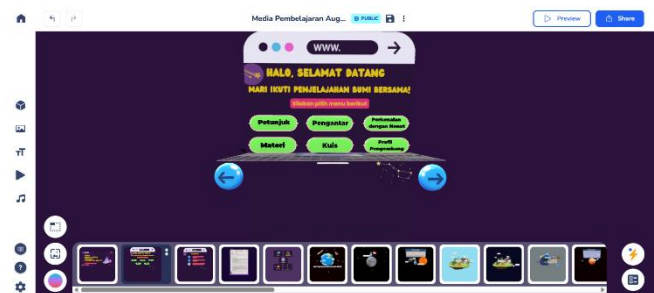 Media Pembelajaran Aug... PUBLIC
Preview
Share
WWW.
HALO, SELAMAT DATANG
MARI IKUTI PENJELAJAHAN BUMI BERSAMA!
Silakan pilih menu berikut
Petunjuk
Pengantar
Perkenalan
dengan Nemot
Materi
Kuis
Profil
Pengembang